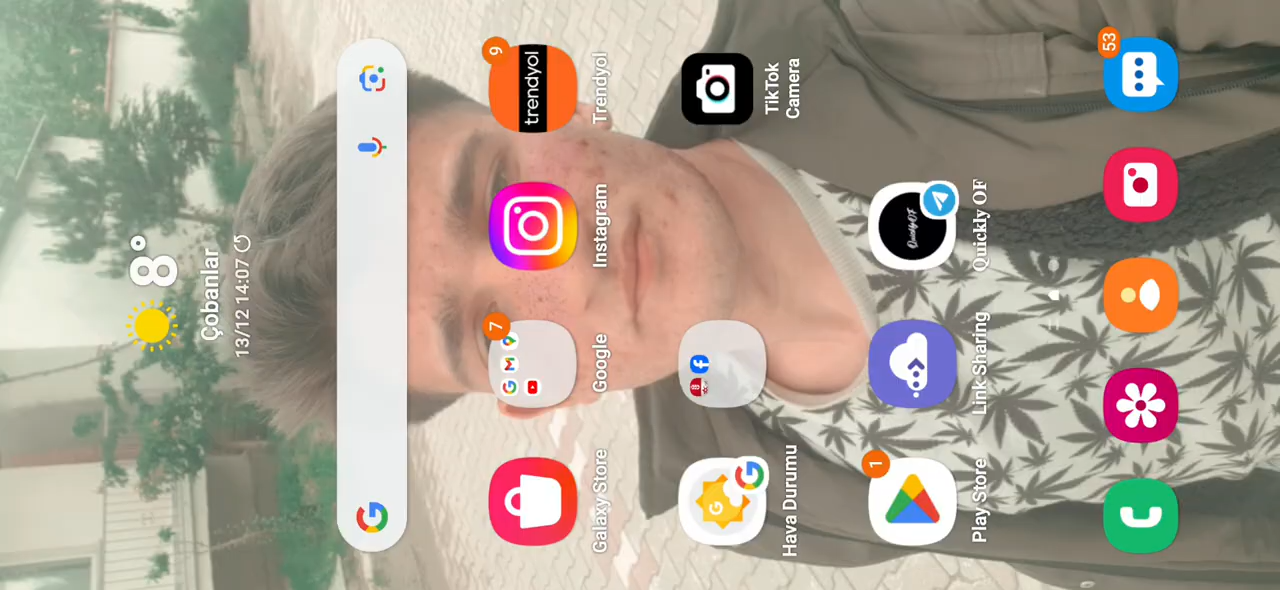 8°
Çobanlar
13/12 14:07
7
9
trendyol
Galaxy Store
Google
Instagram
Trendyol
Hava Durumu
TikTok
Camera
1
QuicklyOF
Play Store
Link Sharing
Quickly OF
53